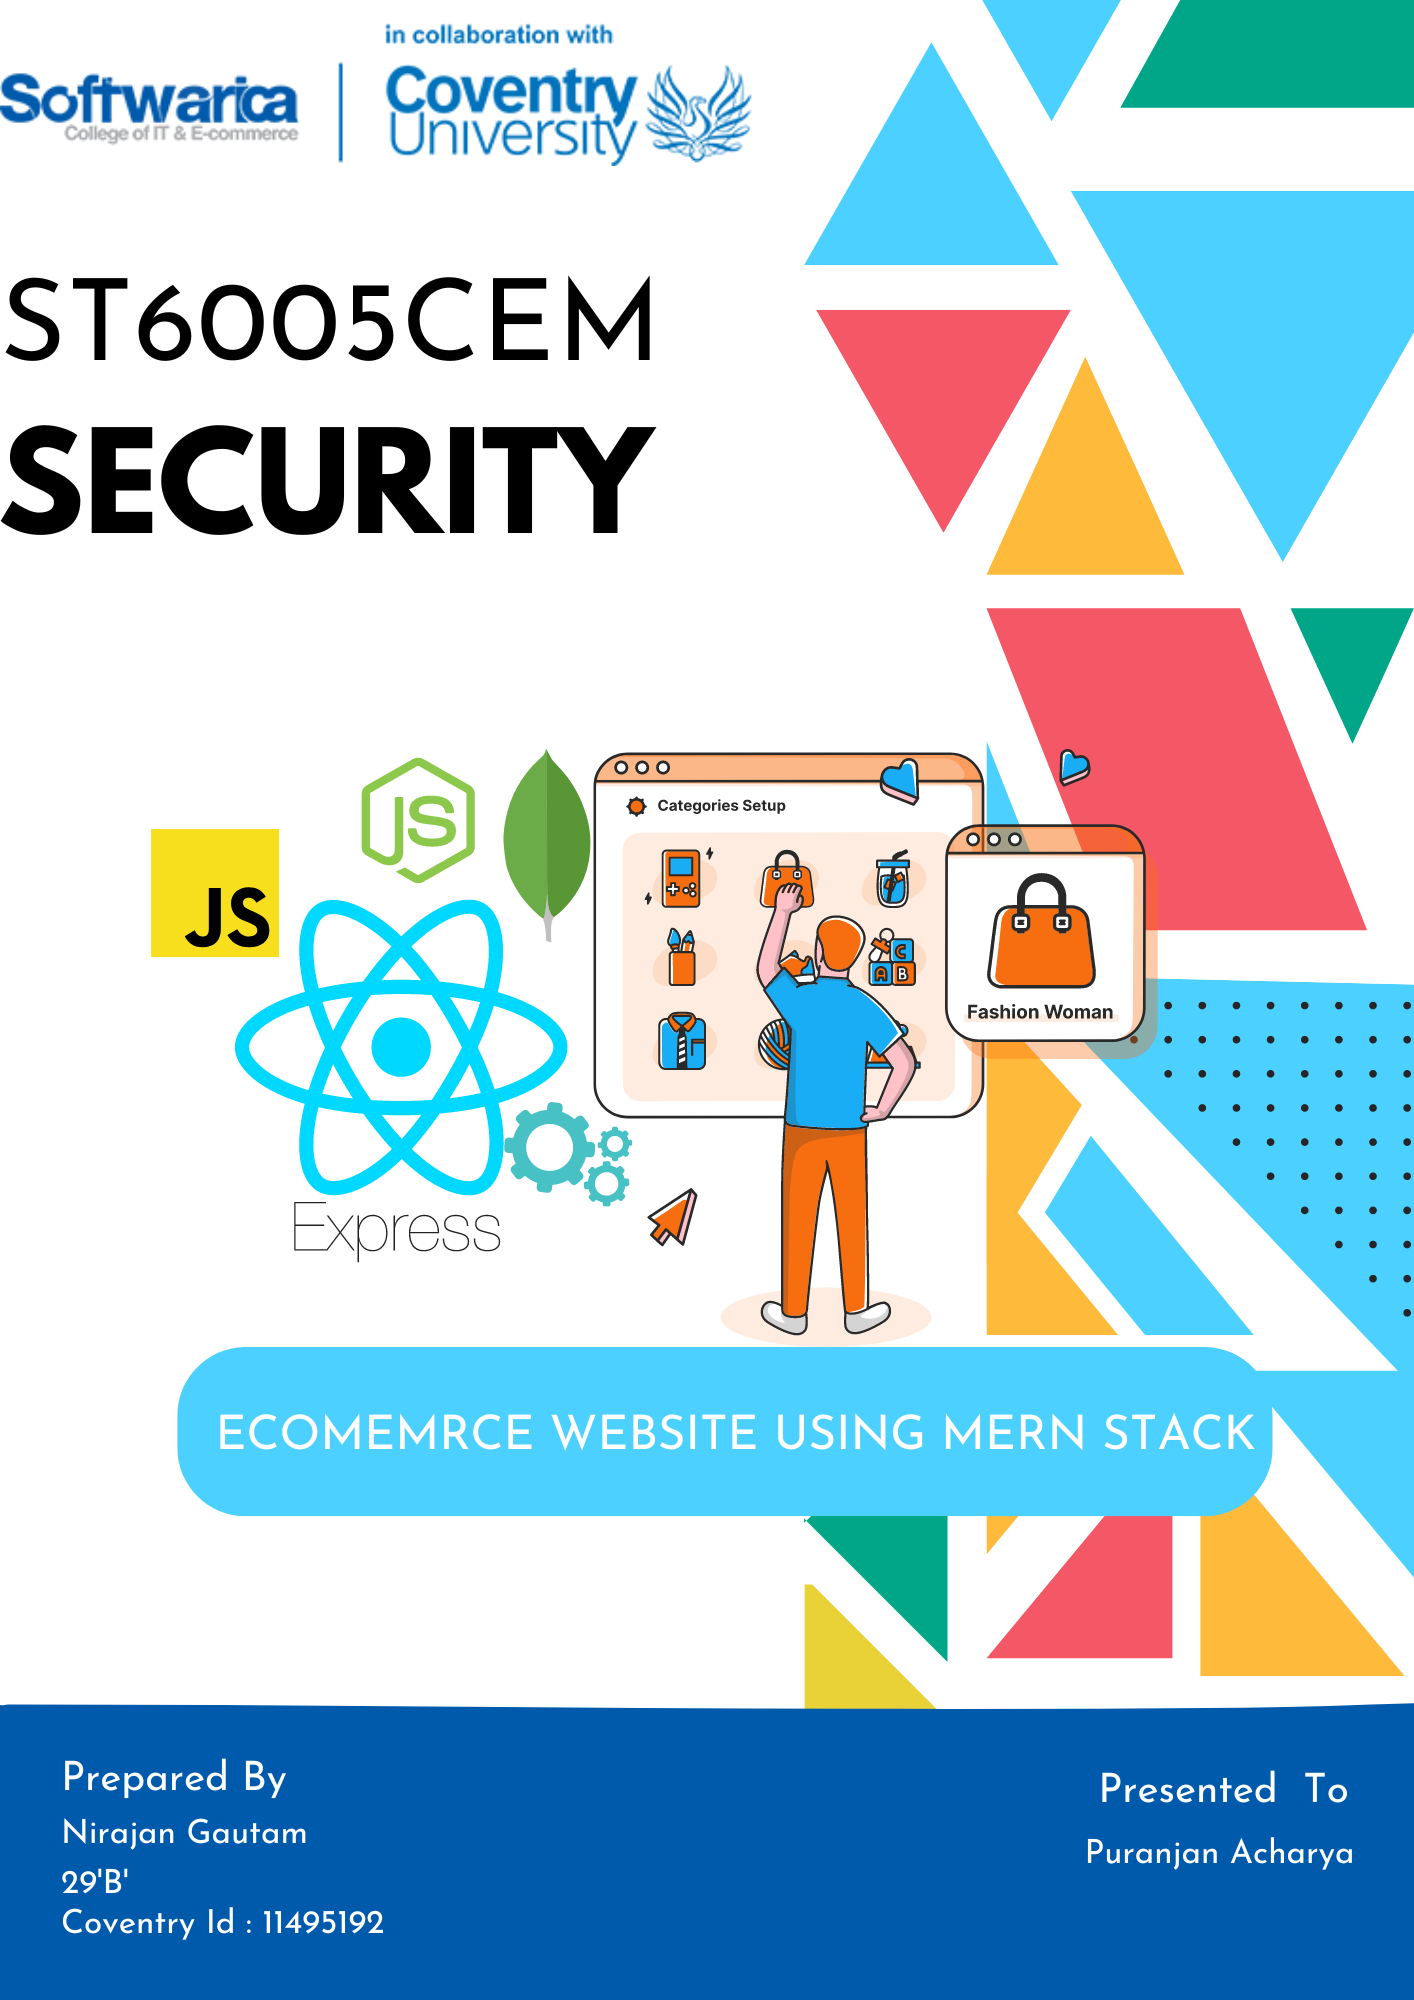 in collaboration with
Softwarica
College of IT & E-commerce
Coventry
University
ST6005CEM
SECURITY
JS
JS
Categories Setup
C
A B
Fashion Woman
Express
ECOMEMRCE WEBSITE USING MERN STACK
Prepared By
Nirajan Gautam
29'B'
Coventry Id : 11495192
Presented To
Puranjan Acharya